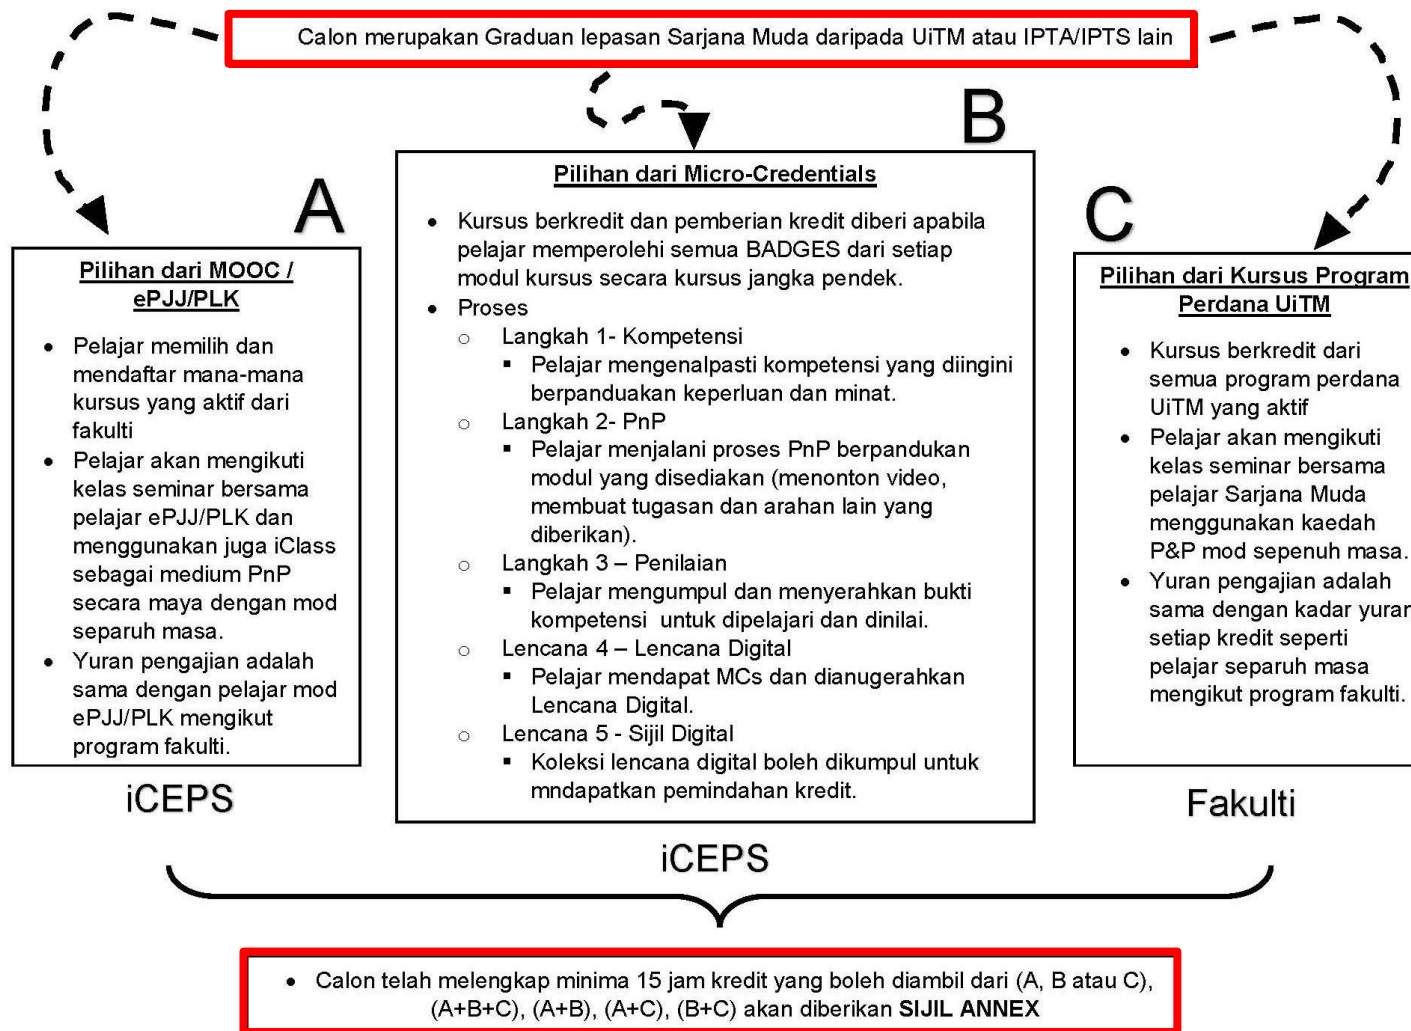 Calon merupakan Graduan lepasan Sarjana Muda daripada UiTM atau IPTA/IPTS lain
A
Pilihan dari MOOC /
ePJJ/PLK
• Pelajar memilih dan
mendaftar mana-mana
kursus yang aktif dari
fakulti
• Pelajar akan mengikuti
kelas seminar bersama
pelajar ePJJ/PLK dan
menggunakan juga iClass
sebagai medium PnP
secara maya dengan mod
separuh masa.
• Yuran pengajian adalah
sama dengan pelajar mod
ePJJ/PLK mengikut
program fakulti.
iCEPS
B
Pilihan dari Micro-Credentials
• Kursus berkredit dan pemberian kredit diberi apabila
pelajar memperolehi semua BADGES dari setiap
modul kursus secara kursus jangka pendek.
• Proses
o Langkah 1- Kompetensi
▪ Pelajar mengenalpasti kompetensi yang diingini
berpanduakan keperluan dan minat.
o Langkah 2- PnP
▪ Pelajar menjalani proses PnP berpandukan
modul yang disediakan (menonton video,
membuat tugasan dan arahan lain yang
diberikan).
o Langkah 3 – Penilaian
▪ Pelajar mengumpul dan menyerahkan bukti
kompetensi untuk dipelajari dan dinilai.
o Lencana 4 – Lencana Digital
▪ Pelajar mendapat MCs dan dianugerahkan
Lencana Digital.
o Lencana 5 - Sijil Digital
▪ Koleksi lencana digital boleh dikumpul untuk
mndapatkan pemindahan kredit.
iCEPS
C
Pilihan dari Kursus Program
Perdana UiTM
• Kursus berkredit dari
semua program perdana
UiTM yang aktif
• Pelajar akan mengikuti
kelas seminar bersama
pelajar Sarjana Muda
menggunakan kaedah
P&P mod sepenuh masa.
• Yuran pengajian adalah
sama dengan kadar yuran
setiap kredit seperti
pelajar separuh masa
mengikut program fakulti.
Fakulti
• Calon telah melengkap minima 15 jam kredit yang boleh diambil dari (A, B atau C),
(A+B+C), (A+B), (A+C), (B+C) akan diberikan SIJIL ANNEX